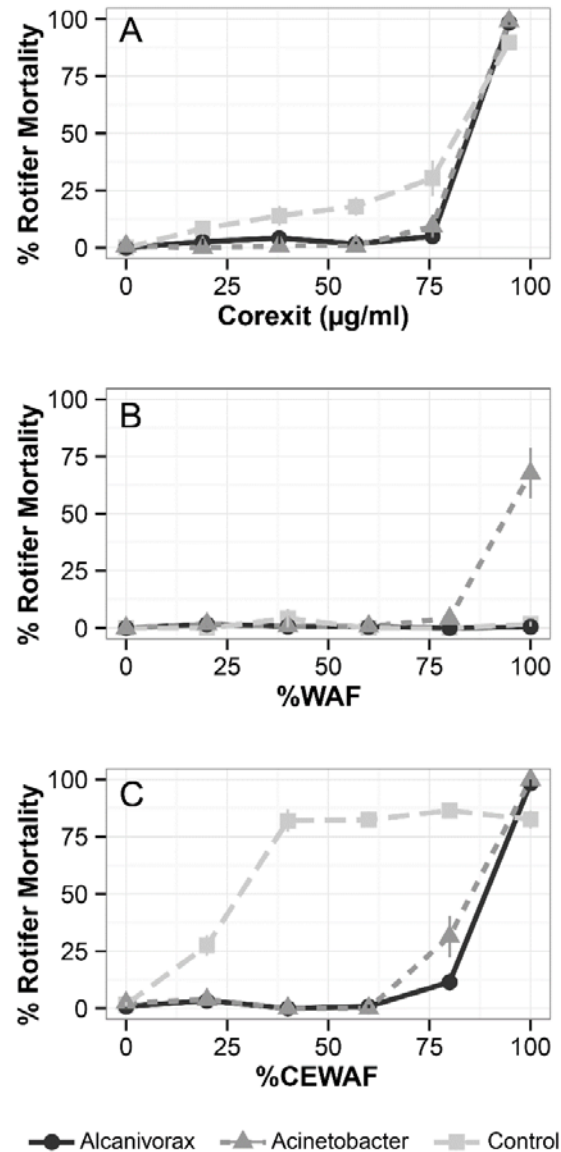 A
% Rotifer Mortality
100
75
50
25
0
0 25 50 75 100
Corexit (µg/ml)
B
% Rotifer Mortality
100
75
50
25
0
0 25 50 75 100
%WAF
C
% Rotifer Mortality
100
75
50
25
0
0 25 50 75 100
%CEWAF
Alcanivorax Acinetobacter Control